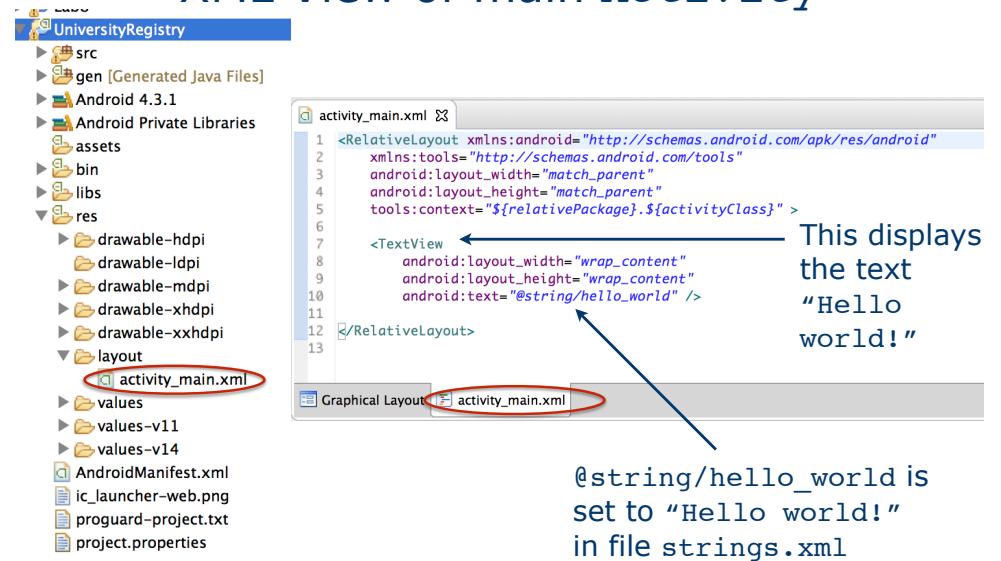 XML view of main Activity
Labo
UniversityRegistry
src
gen [Generated Java Files]
Android 4.3.1
Android Private Libraries
assets
bin
libs
res
drawable-hdpi
drawable-ldpi
drawable-mdpi
drawable-xhdpi
drawable-xxhdpi
layout
activity_main.xml
values
values-v11
values-v14
AndroidManifest.xml
ic_launcher-web.png
proguard-project.txt
project.properties
activity_main.xml
1 <RelativeLayout xmlns:android="http://schemas.android.com/apk/res/android"
2 xmlns:tools="http://schemas.android.com/tools"
3 android:layout_width="match_parent"
4 android:layout_height="match_parent"
5 tools:context="${relativePackage}.${activityClass}" >
6
7 <TextView
8 android:layout_width="wrap_content"
9 android:layout_height="wrap_content"
10 android:text="@string/hello_world" />
11
12 </RelativeLayout>
13
Graphical Layout activity_main.xml
This displays
the text
“Hello
world!”
@string/hello_world is
set to “Hello world!”
in file strings.xml